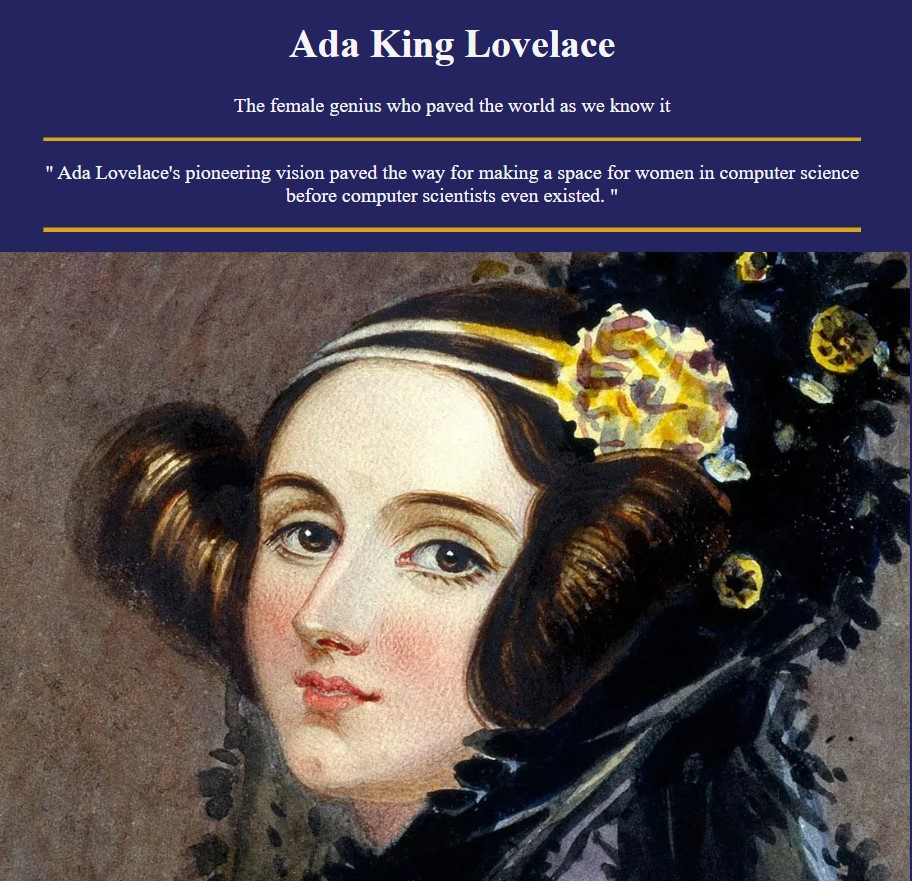 Ada King Lovelace
The female genius who paved the world as we know it
" Ada Lovelace's pioneering vision paved the way for making a space for women in computer science
before computer scientists even existed. "